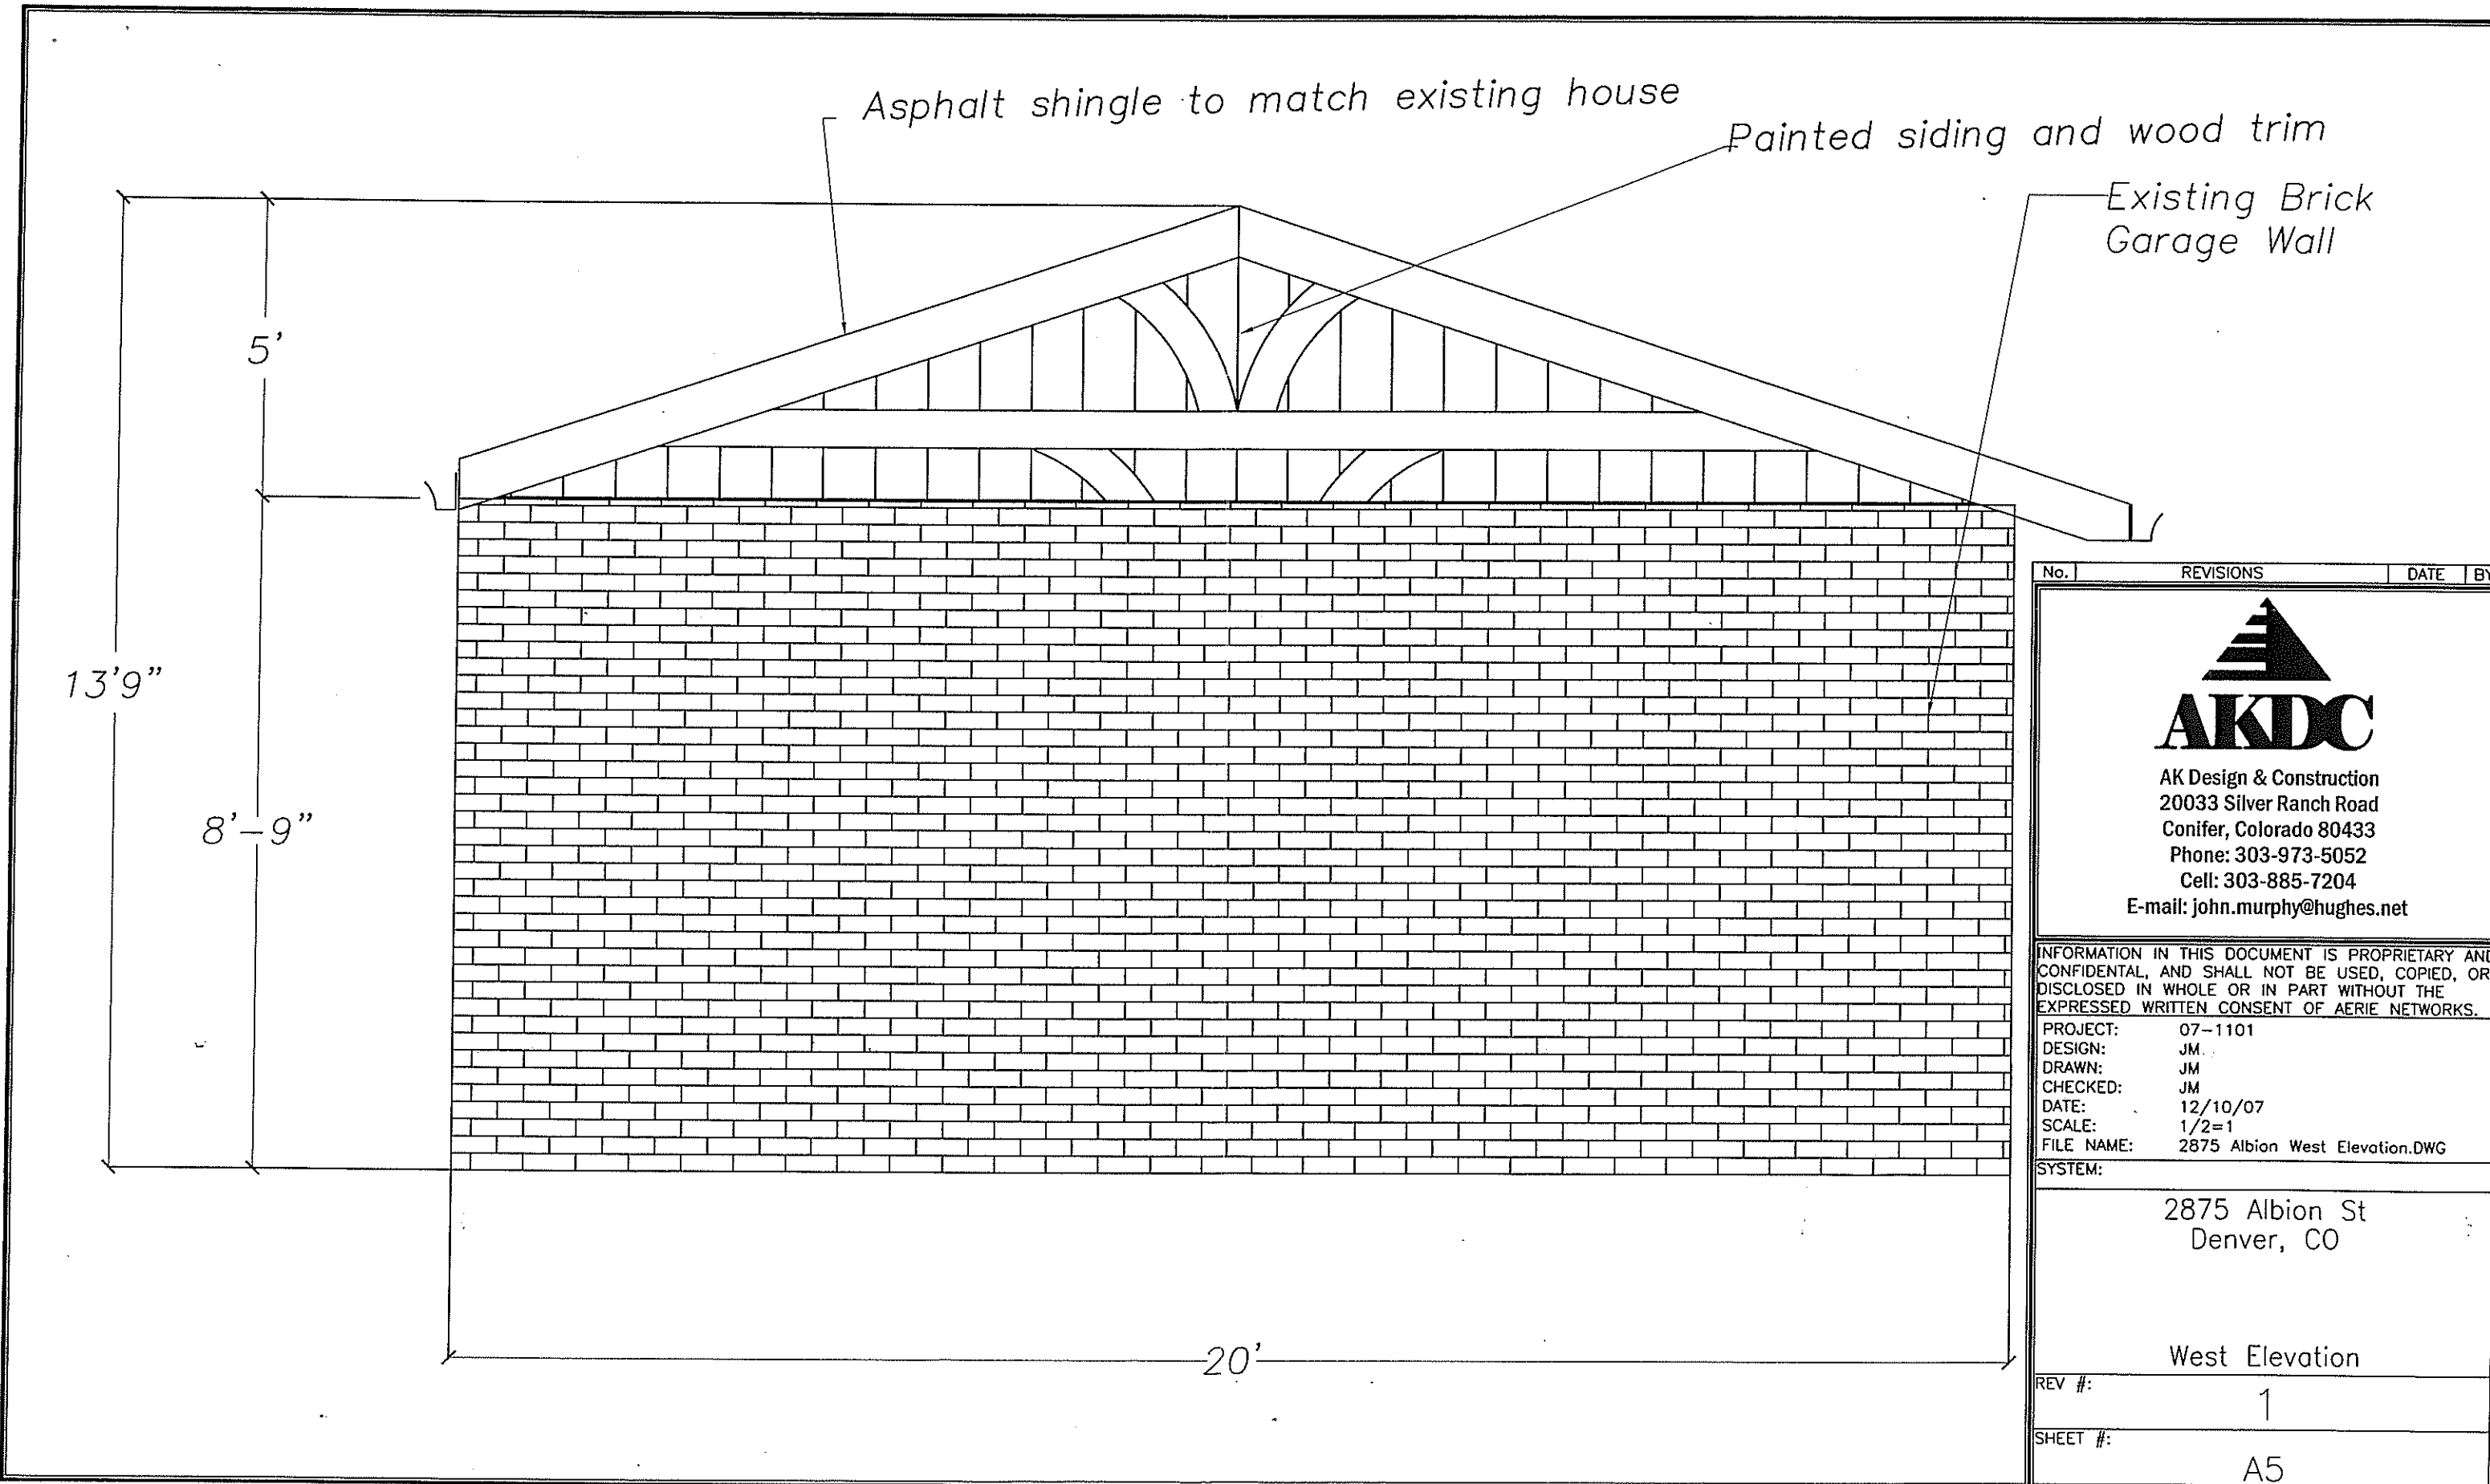 Asphalt shingle to match existing house
Painted siding and wood trim
Existing Brick
Garage Wall
5'
13'9"
8'-9"
20'
No. REVISIONS DATE BY
AKDC
AK Design & Construction
20033 Silver Ranch Road
Conifer, Colorado 80433
Phone: 303-973-5052
Cell: 303-885-7204
E-mail: john.murphy@hughes.net
INFORMATION IN THIS DOCUMENT IS PROPRIETARY AND
CONFIDENTAL, AND SHALL NOT BE USED, COPIED, OR
DISCLOSED IN WHOLE OR IN PART WITHOUT THE
EXPRESSED WRITTEN CONSENT OF AERIE NETWORKS.
PROJECT: 07-1101
DESIGN: JM
DRAWN: JM
CHECKED: JM
DATE: 12/10/07
SCALE: 1/2=1
FILE NAME: 2875 Albion West Elevation.DWG
SYSTEM:
2875 Albion St
Denver, CO
West Elevation
REV #:
1
SHEET #:
A5